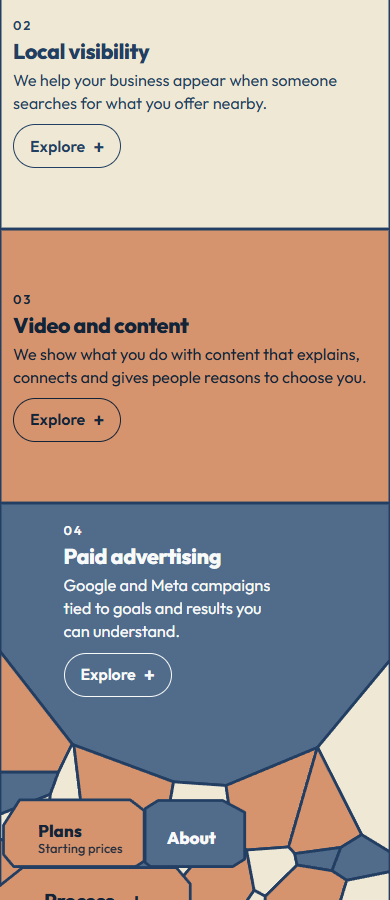 02
Local visibility
We help your business appear when someone
searches for what you offer nearby.
Explore +
03
Video and content
We show what you do with content that explains,
connects and gives people reasons to choose you.
Explore +
04
Paid advertising
Google and Meta campaigns
tied to goals and results you
can understand.
Explore +
Plans
Starting prices
About